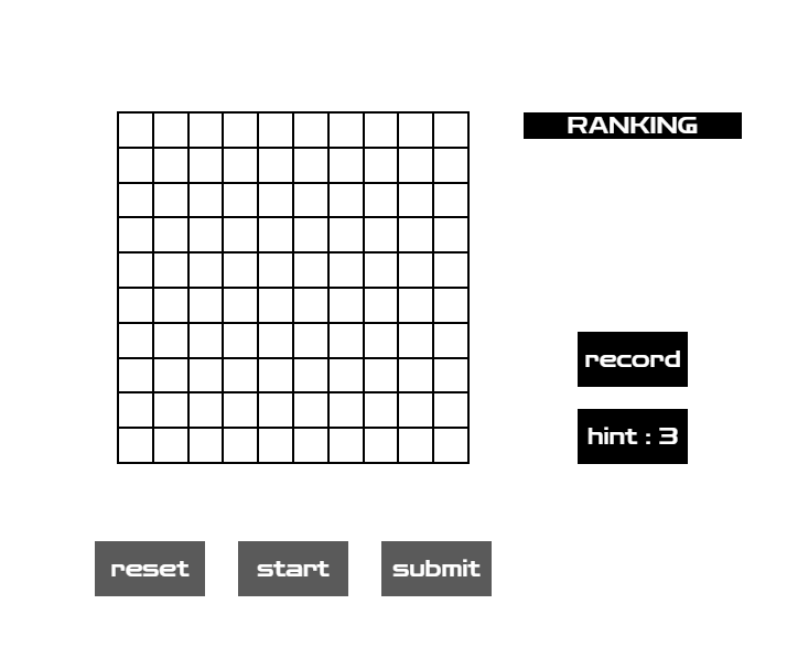 RANKING
record
hint : 3
reset
start
submit